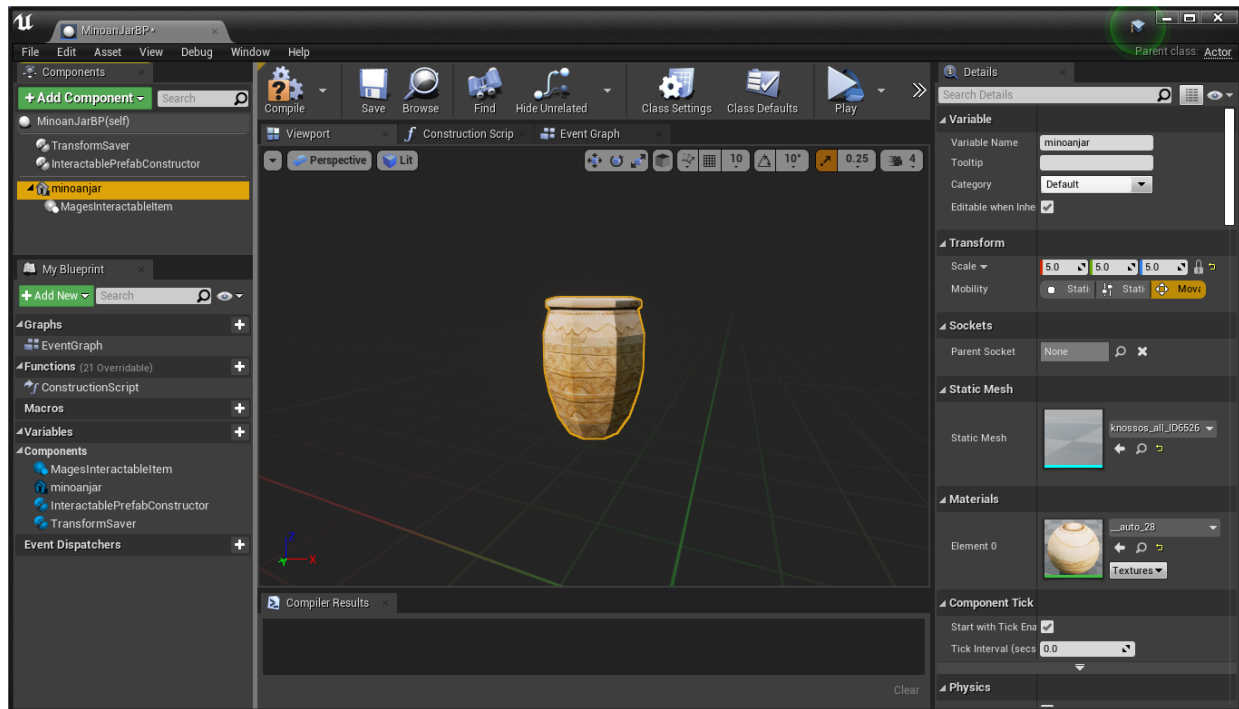 MinoanJarBP*
File Edit Asset View Debug Window Help
Parent class: Actor
Components
+Add Component Search
MinoanJarBP(self)
TransformSaver
InteractablePrefabConstructor
minoanjar
MagesInteractableItem
My Blueprint
+Add New Search
Graphs
EventGraph
Functions (21 Overridable)
ConstructionScript
Macros
Variables
Components
MagesInteractableItem
minoanjar
InteractablePrefabConstructor
TransformSaver
Event Dispatchers
Compile Save Browse Find Hide Unrelated Class Settings Class Defaults Play
Viewport Construction Scrip Event Graph
Perspective Lit 10 10° 0.25 4
Z
Y X
Compiler Results
Clear
Details
Search Details
Variable
Variable Name minoanjar
Tooltip
Category Default
Editable when Inhe
Transform
Scale 5.0 5.0 5.0
Mobility Stati Stati Mova
Sockets
Parent Socket None
Static Mesh
Static Mesh knossos_all_ID6526
Materials
Element 0 __auto_28
Textures
Component Tick
Start with Tick Ena
Tick Interval (secs 0.0
Physics